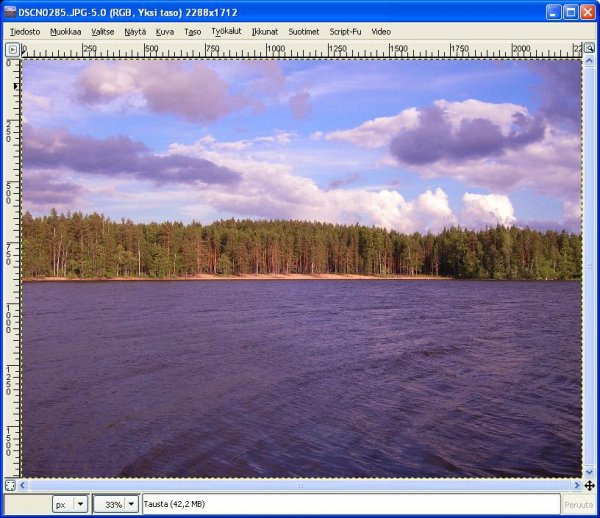 DSCN0285.JPG-5.0 (RGB, Yksi taso) 2288x1712
Tiedosto Muokkaa Valitse Näytä Kuva Taso Työkalut Ikkunat Suotimet Script-Fu Video
0 250 500 750 1000 1250 1500 1750 2000 22
0
250
500
750
1000
1250
1500
px 33% Tausta (42,2 MB) Peruuta